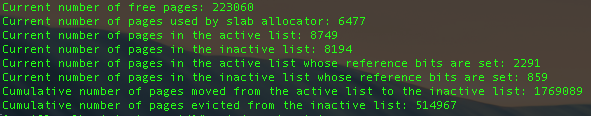 Current number of free pages: 223060
Current number of pages used by slab allocator: 6477
Current number of pages in the active list: 8749
Current number of pages in the inactive list: 8194
Current number of pages in the active list whose reference bits are set: 2291
Current number of pages in the inactive list whose reference bits are set: 859
Cumulative number of pages moved from the active list to the inactive list: 1769089
Cumulative number of pages evicted from the inactive list: 514967